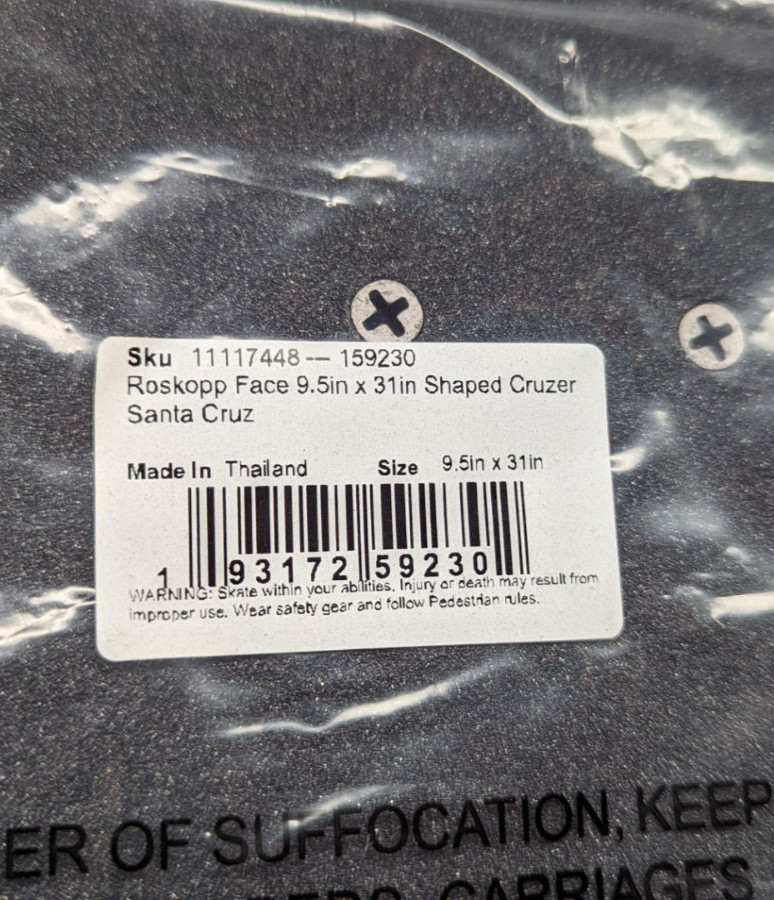 Sku 11117448 — 159230
Roskopp Face 9.5in x 31in Shaped Cruzer
Santa Cruz
Made In Thailand Size 9.5in x 31in
1 93172 59230
WARNING: Skate within your abilities, Injury or death may result from
improper use. Wear safety gear and follow Pedestrian rules.
ER OF SUFFOCATION, KEEP
CARRIAGES